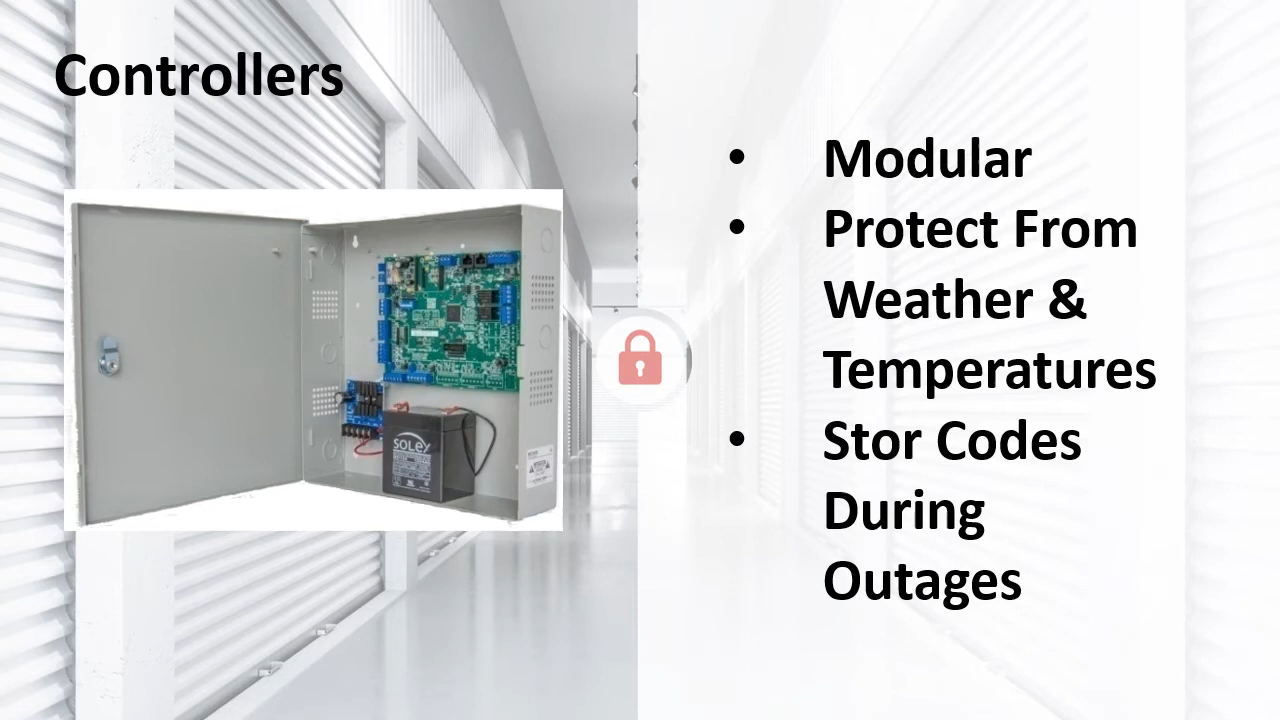 Controllers
• Modular
• Protect From
Weather &
Temperatures
• Stor Codes
During
Outages
SOLEY